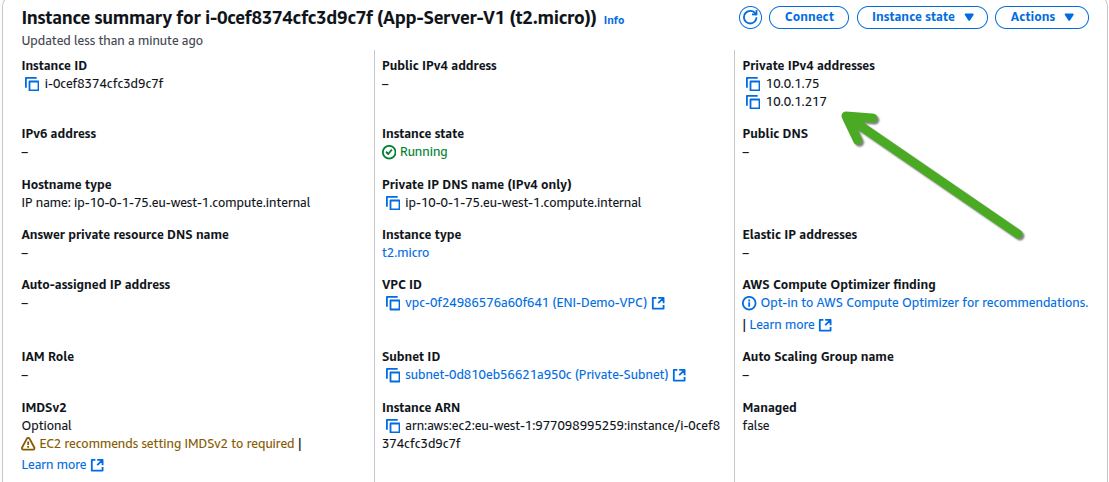 Instance summary for i-0cef8374cfc3d9c7f (App-Server-V1 (t2.micro)) Info
Connect
Instance state
Actions
Updated less than a minute ago
Instance ID
i-0cef8374cfc3d9c7f
Public IPv4 address
–
Private IPv4 addresses
10.0.1.75
10.0.1.217
IPv6 address
–
Instance state
Running
Public DNS
–
Hostname type
IP name: ip-10-0-1-75.eu-west-1.compute.internal
Private IP DNS name (IPv4 only)
ip-10-0-1-75.eu-west-1.compute.internal
Answer private resource DNS name
–
Instance type
t2.micro
Elastic IP addresses
–
Auto-assigned IP address
–
VPC ID
vpc-0f24986576a60f641 (ENI-Demo-VPC)
AWS Compute Optimizer finding
Opt-in to AWS Compute Optimizer for recommendations.
| Learn more
IAM Role
–
Subnet ID
subnet-0d810eb56621a950c (Private-Subnet)
Auto Scaling Group name
–
IMDSv2
Optional
EC2 recommends setting IMDSv2 to required |
Learn more
Instance ARN
arn:aws:ec2:eu-west-1:977098995259:instance/i-0cef8
374cfc3d9c7f
Managed
false